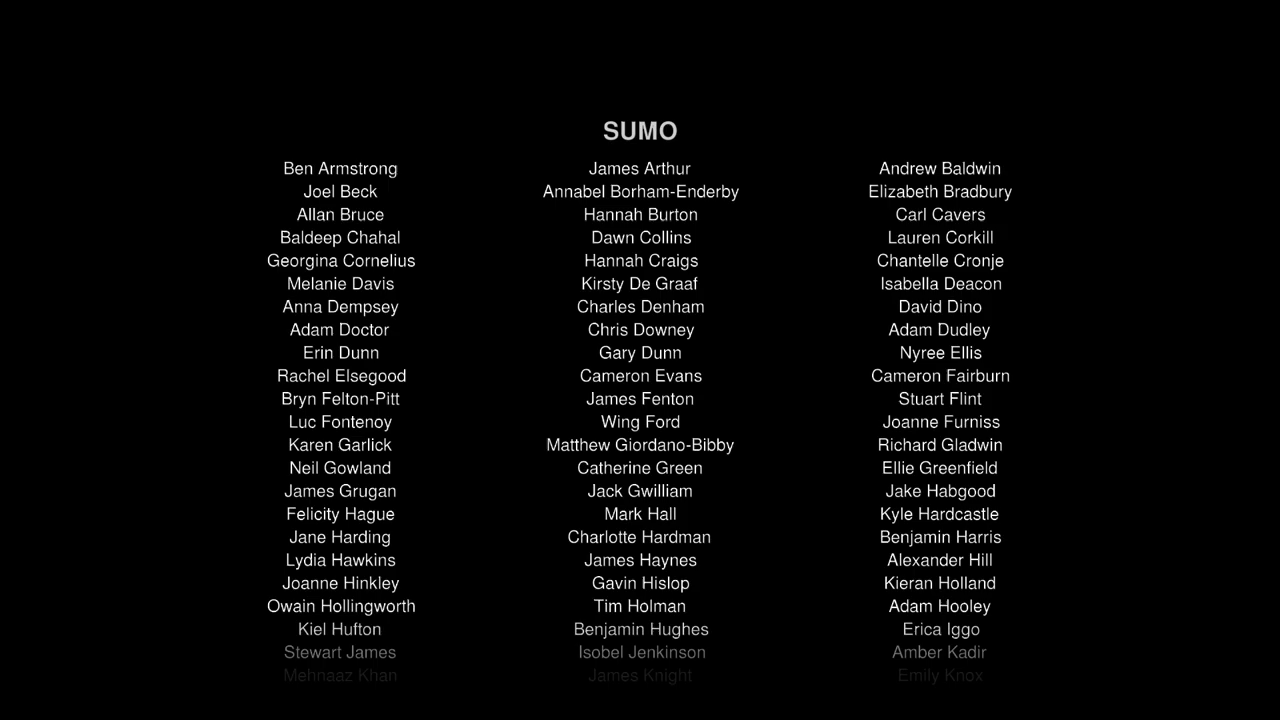 SUMO
Ben Armstrong James Arthur Andrew Baldwin
Joel Beck Annabel Borham-Enderby Elizabeth Bradbury
Allan Bruce Hannah Burton Carl Cavers
Baldeep Chahal Dawn Collins Lauren Corkill
Georgina Cornelius Hannah Craigs Chantelle Cronje
Melanie Davis Kirsty De Graaf Isabella Deacon
Anna Dempsey Charles Denham David Dino
Adam Doctor Chris Downey Adam Dudley
Erin Dunn Gary Dunn Nyree Ellis
Rachel Elsegood Cameron Evans Cameron Fairburn
Bryn Felton-Pitt James Fenton Stuart Flint
Luc Fontenoy Wing Ford Joanne Furniss
Karen Garlick Matthew Giordano-Bibby Richard Gladwin
Neil Gowland Catherine Green Ellie Greenfield
James Grugan Jack Gwilliam Jake Habgood
Felicity Hague Mark Hall Kyle Hardcastle
Jane Harding Charlotte Hardman Benjamin Harris
Lydia Hawkins James Haynes Alexander Hill
Joanne Hinkley Gavin Hislop Kieran Holland
Owain Hollingworth Tim Holman Adam Hooley
Kiel Hufton Benjamin Hughes Erica Iggo
Stewart James Isobel Jenkinson Amber Kadir
Mehnaaz Khan James Knight Emily Knox